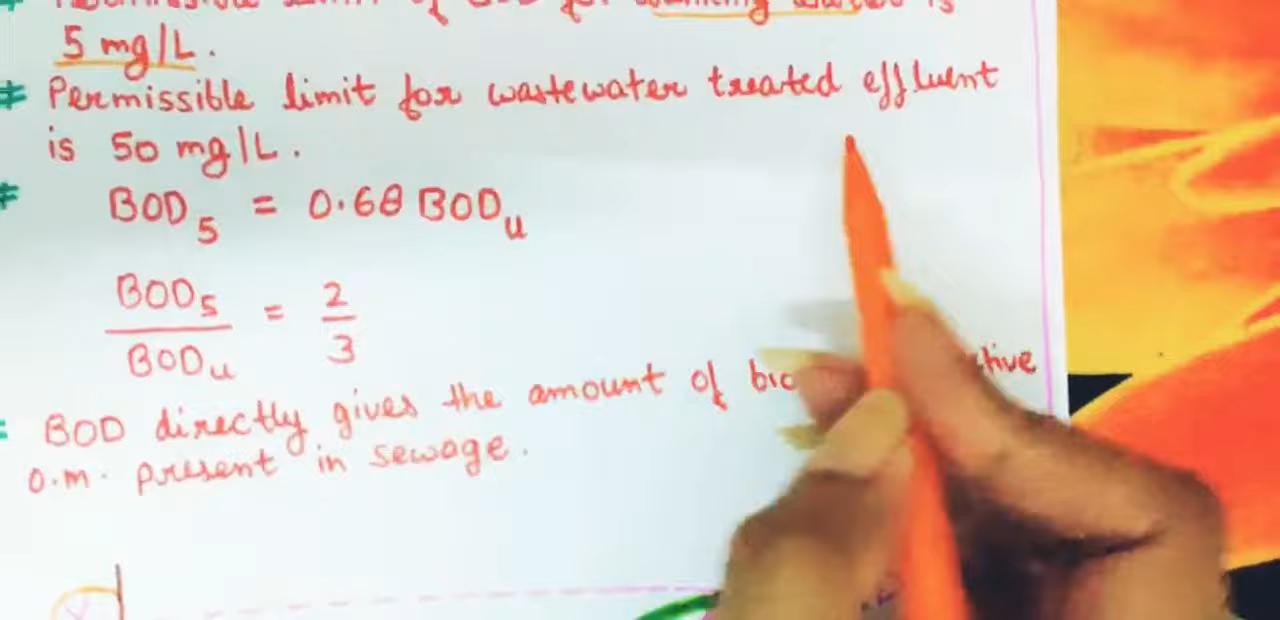 is
5 mg/L.
Permissible limit for wastewater treated effluent
is 50 mg/L.
BOD5 = 0.68 BODu
BOD5 / BODu = 2/3
BOD directly gives the amount of
O.M. present in sewage.